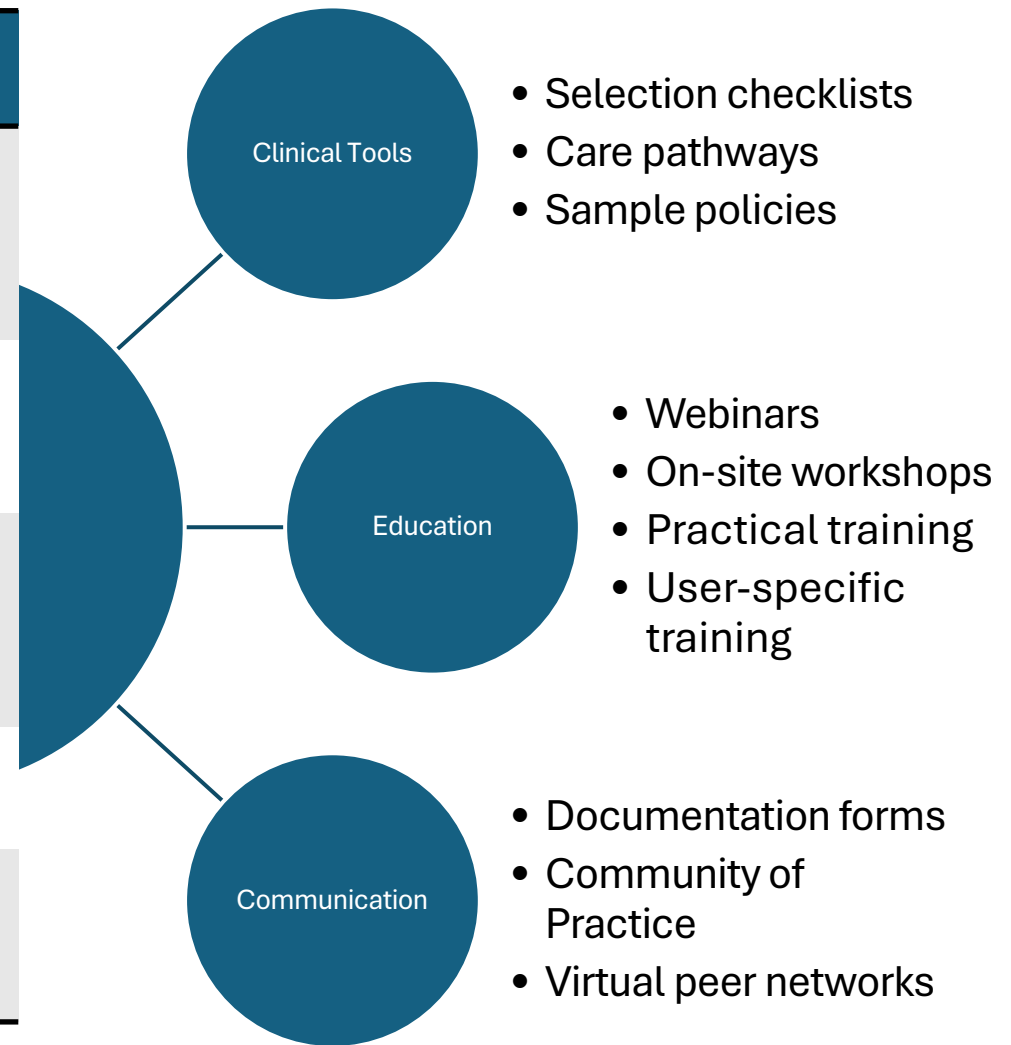 Clinical Tools
• Selection checklists
• Care pathways
• Sample policies
Education
• Webinars
• On-site workshops
• Practical training
• User-specific
training
Communication
• Documentation forms
• Community of
Practice
• Virtual peer networks